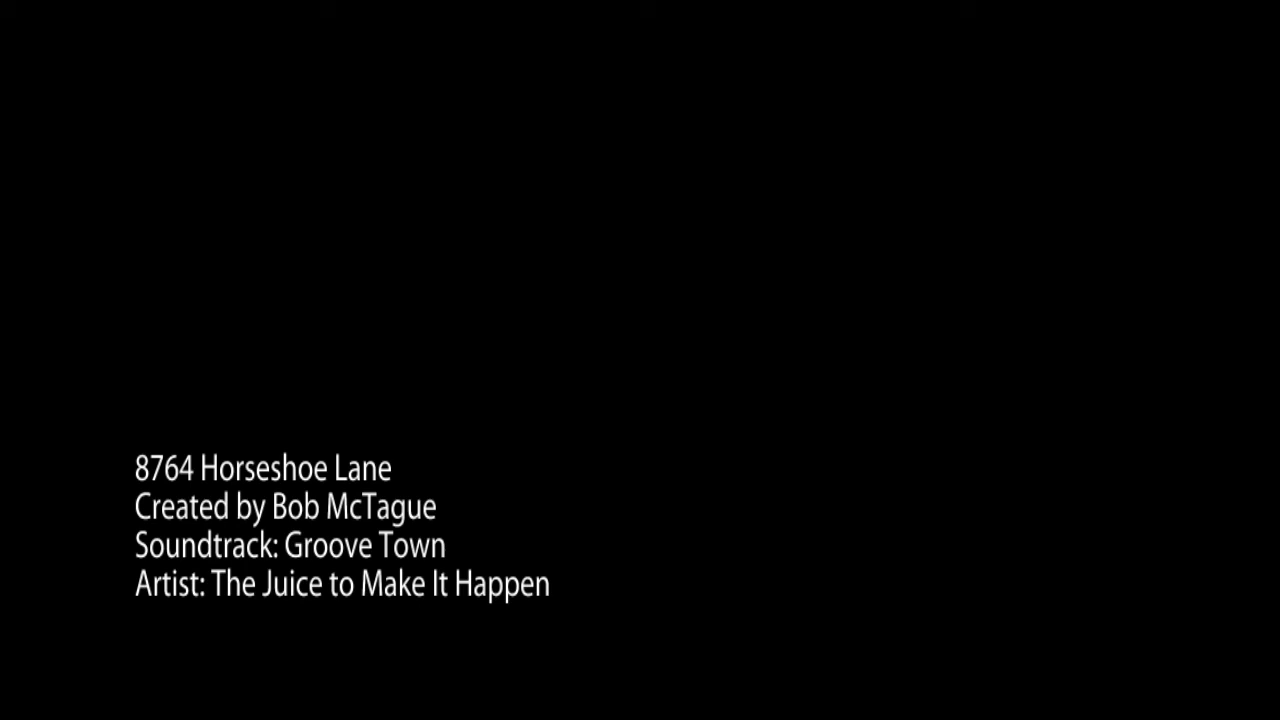 8764 Horseshoe Lane
Created by Bob McTague
Soundtrack: Groove Town
Artist: The Juice to Make It Happen